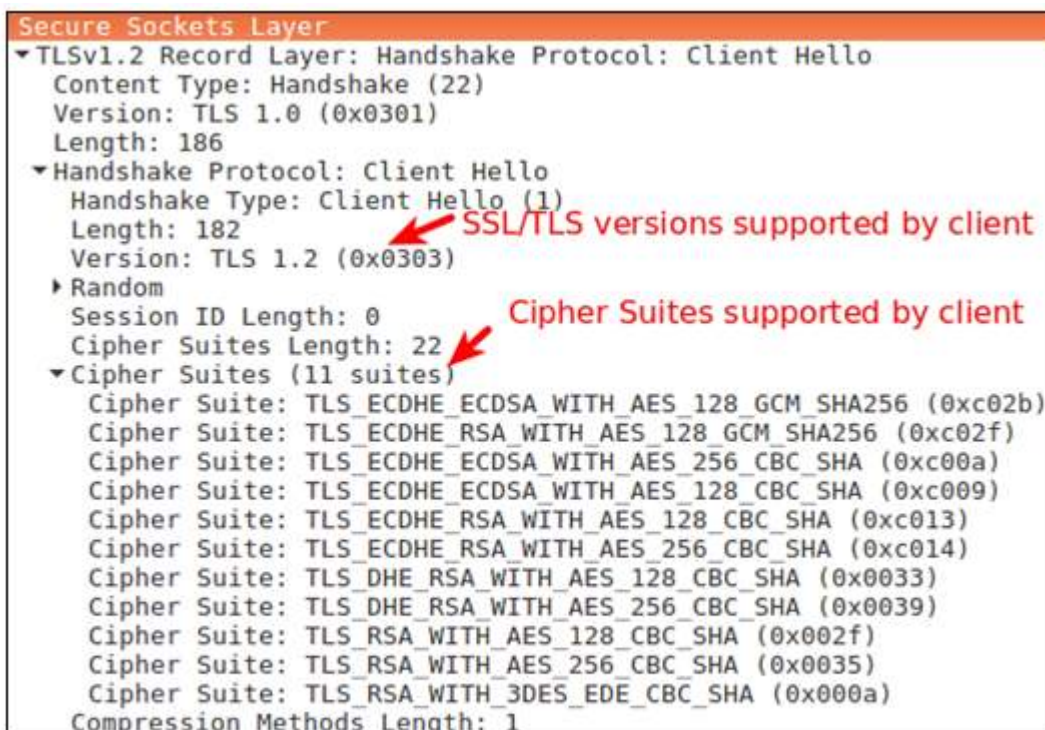 Secure Sockets Layer
TLSv1.2 Record Layer: Handshake Protocol: Client Hello
Content Type: Handshake (22)
Version: TLS 1.0 (0x0301)
Length: 186
Handshake Protocol: Client Hello
Handshake Type: Client Hello (1)
SSL/TLS versions supported by client
Length: 182
Version: TLS 1.2 (0x0303)
Random
Session ID Length: 0
Cipher Suites supported by client
Cipher Suites Length: 22
Cipher Suites (11 suites)
Cipher Suite: TLS_ECDHE_ECDSA_WITH_AES_128_GCM_SHA256 (0xc02b)
Cipher Suite: TLS_ECDHE_RSA_WITH_AES_128_GCM_SHA256 (0xc02f)
Cipher Suite: TLS_ECDHE_ECDSA_WITH_AES_256_CBC_SHA (0xc00a)
Cipher Suite: TLS_ECDHE_ECDSA_WITH_AES_128_CBC_SHA (0xc009)
Cipher Suite: TLS_ECDHE_RSA_WITH_AES_128_CBC_SHA (0xc013)
Cipher Suite: TLS_ECDHE_RSA_WITH_AES_256_CBC_SHA (0xc014)
Cipher Suite: TLS_DHE_RSA_WITH_AES_128_CBC_SHA (0x0033)
Cipher Suite: TLS_DHE_RSA_WITH_AES_256_CBC_SHA (0x0039)
Cipher Suite: TLS_RSA_WITH_AES_128_CBC_SHA (0x002f)
Cipher Suite: TLS_RSA_WITH_AES_256_CBC_SHA (0x0035)
Cipher Suite: TLS_RSA_WITH_3DES_EDE_CBC_SHA (0x000a)
Compression Methods Length: 1